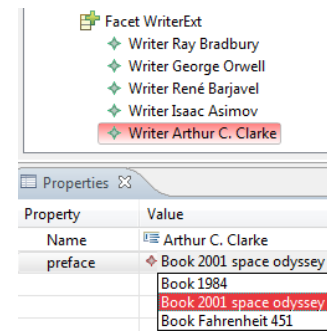 Facet WriterExt
Writer Ray Bradbury
Writer George Orwell
Writer René Barjavel
Writer Isaac Asimov
Writer Arthur C. Clarke
Properties
Property Value
Name Arthur C. Clarke
preface Book 2001 space odyssey
Book 1984
Book 2001 space odyssey
Book Fahrenheit 451